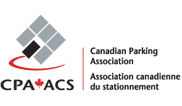 CPA ACS
Canadian Parking
Association
Association canadienne
du stationnement